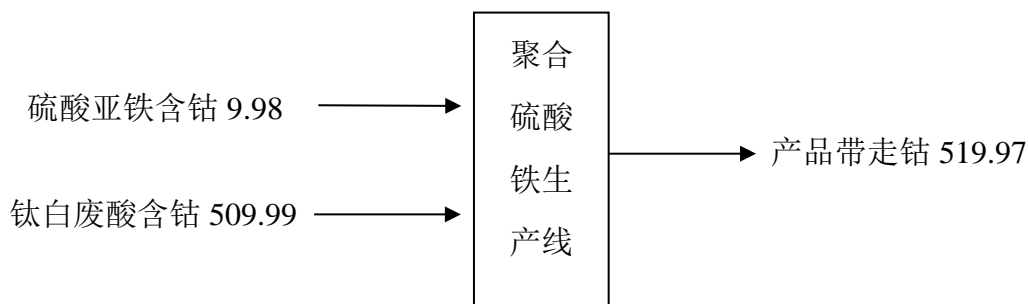 聚合
硫酸
铁生
产线
硫酸亚铁含钴 9.98
钛白废酸含钴 509.99
产品带走钴 519.97